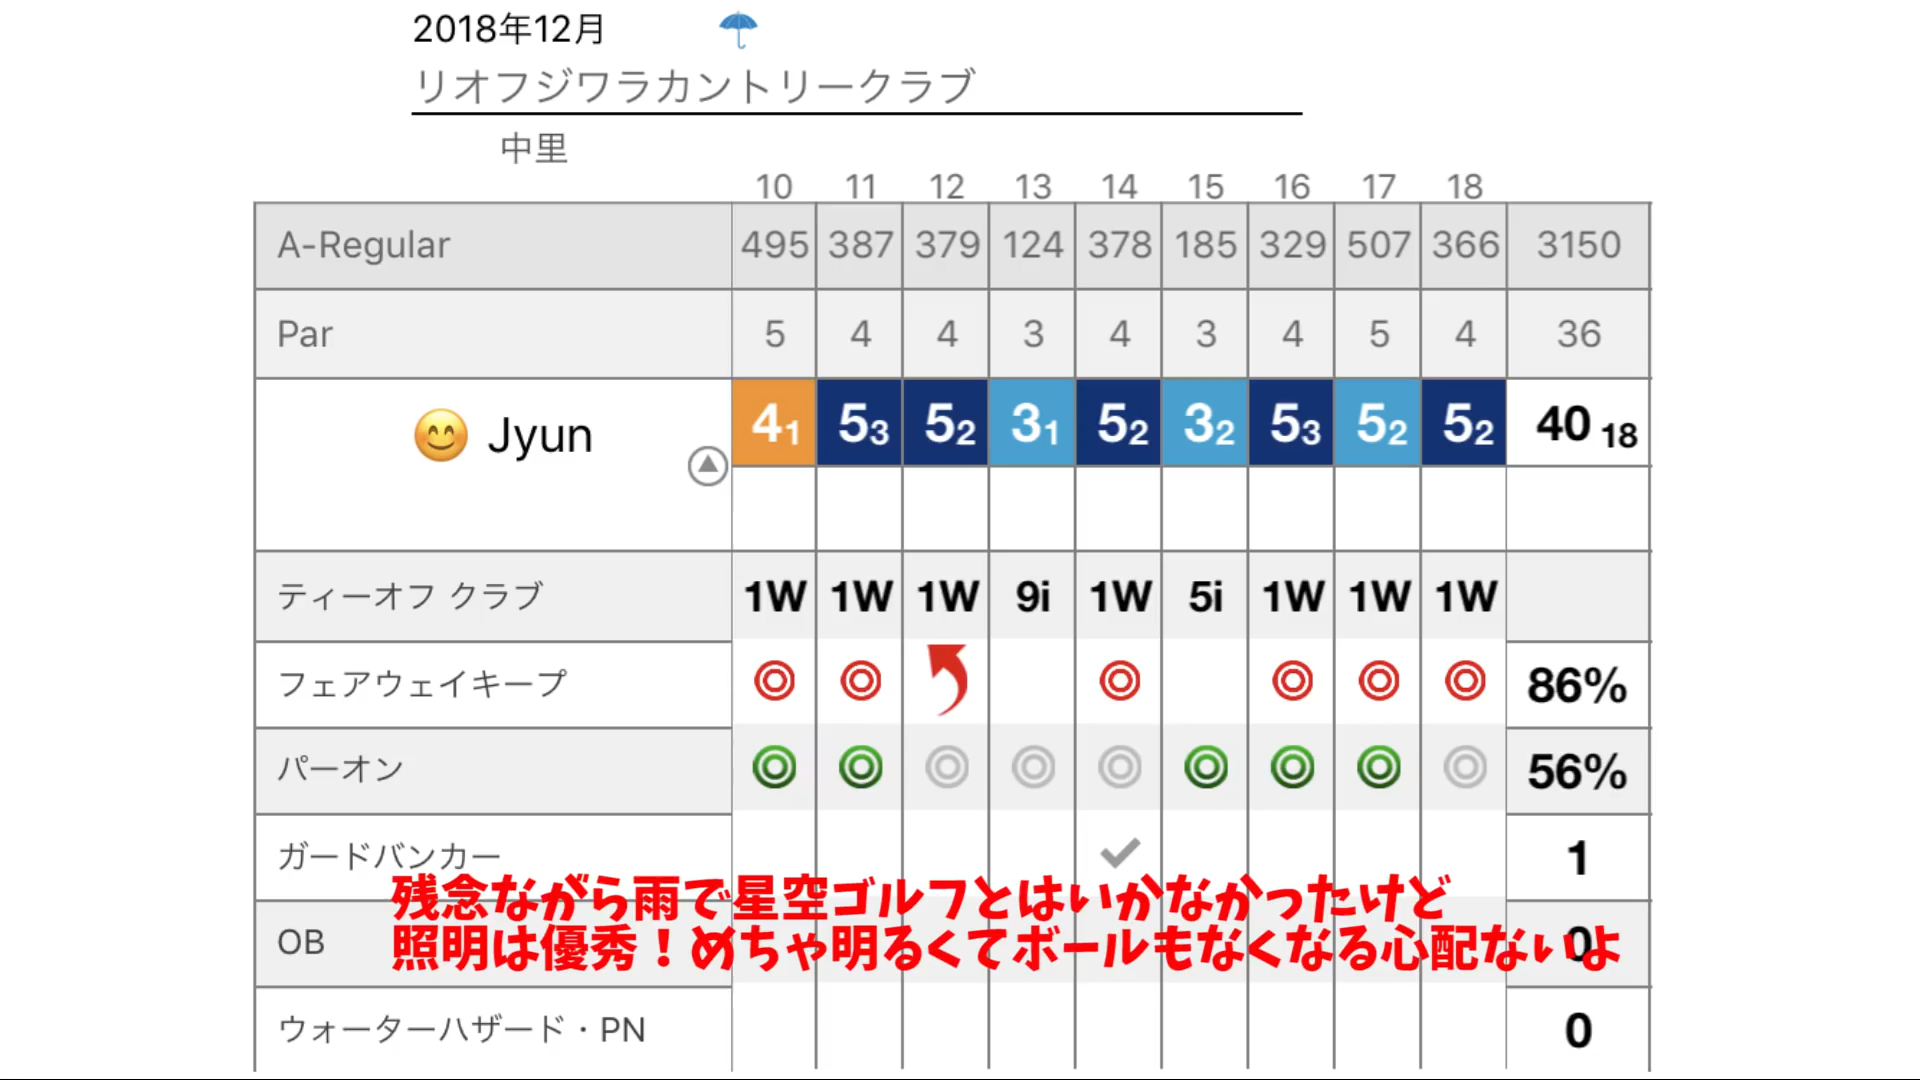 2018年12月
リオフジワラカントリークラブ
中里
10 11 12 13 14 15 16 17 18
A-Regular 495 387 379 124 378 185 329 507 366 3150
Par 5 4 4 3 4 3 4 5 4 36
Jyun 41 53 52 31 52 32 53 52 52 40 18
ティーオフ クラブ 1W 1W 1W 9i 1W 5i 1W 1W 1W
フェアウェイキープ 86%
パーオン 56%
ガードバンカー 1
残念ながら雨で星空ゴルフとはいかなかったけど
OB 0
照明は優秀！めちゃ明るくてボールもなくなる心配ないよ
ウォーターハザード・PN 0